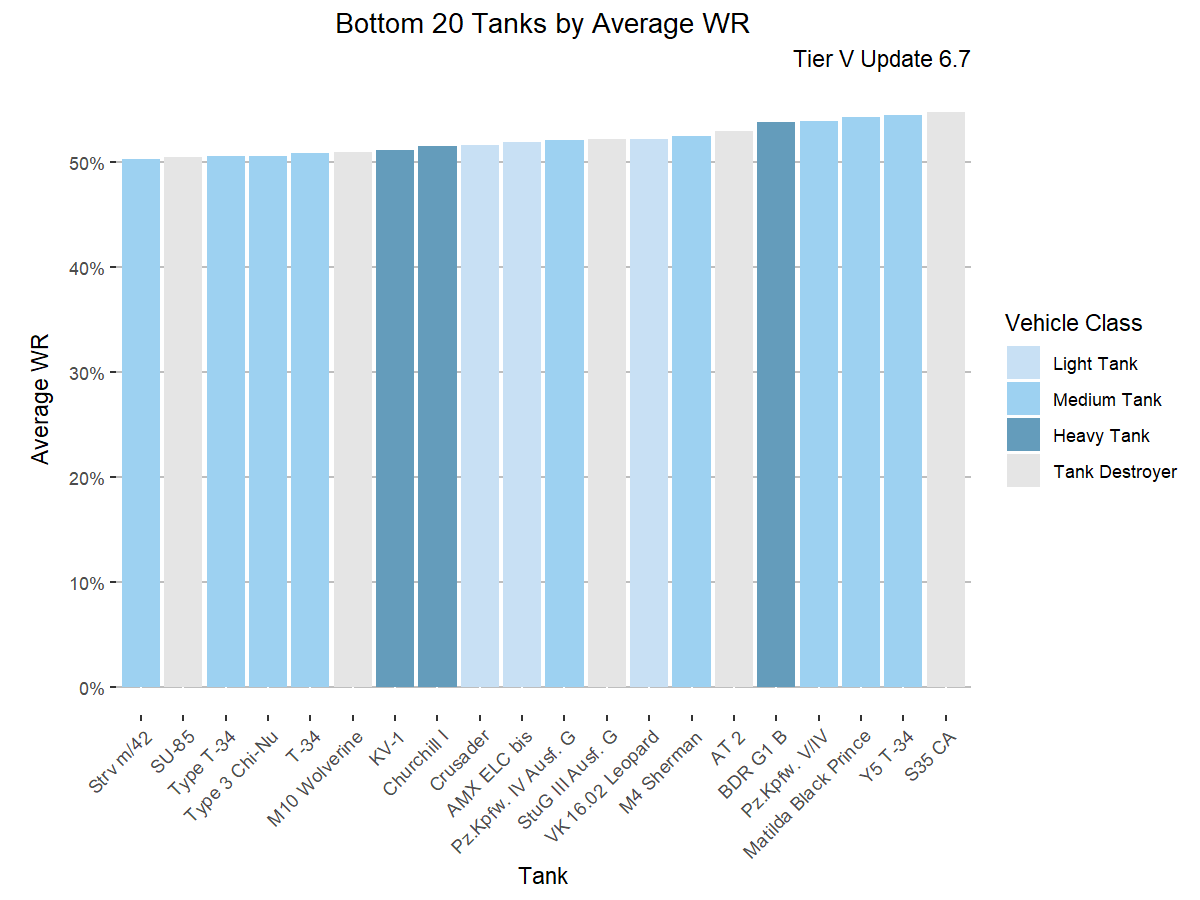 Bottom 20 Tanks by Average WR
Tier V Update 6.7
Average WR
50%
40%
30%
20%
10%
0%
Strv m/42
SU-85
Type T-34
Type 3 Chi-Nu
T-34
M10 Wolverine
KV-1
Churchill I
Crusader
AMX ELC bis
Pz.Kpfw. IV Ausf. G
StuG III Ausf. G
VK 16.02 Leopard
M4 Sherman
AT 2
BDR G1 B
Pz.Kpfw. V/IV
Matilda Black Prince
Y5 T-34
S35 CA
Tank
Vehicle Class
Light Tank
Medium Tank
Heavy Tank
Tank Destroyer